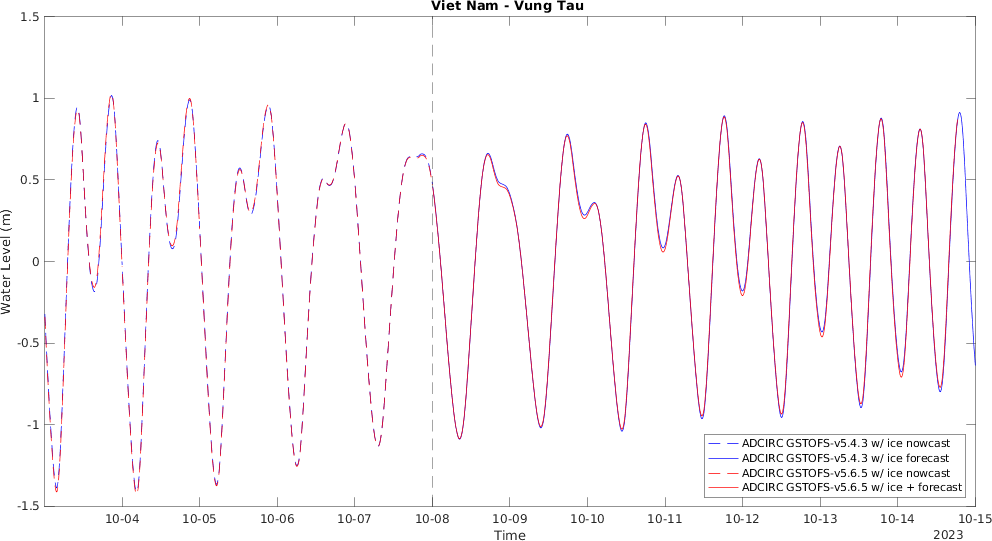 Viet Nam - Vung Tau
Water Level (m)
1.5
1
0.5
0
-0.5
-1
-1.5
10-04 10-05 10-06 10-07 10-08 10-09 10-10 10-11 10-12 10-13 10-14 10-15
Time
2023
ADCIRC GSTOFS-v5.4.3 w/ ice nowcast
ADCIRC GSTOFS-v5.4.3 w/ ice forecast
ADCIRC GSTOFS-v5.6.5 w/ ice nowcast
ADCIRC GSTOFS-v5.6.5 w/ ice + forecast